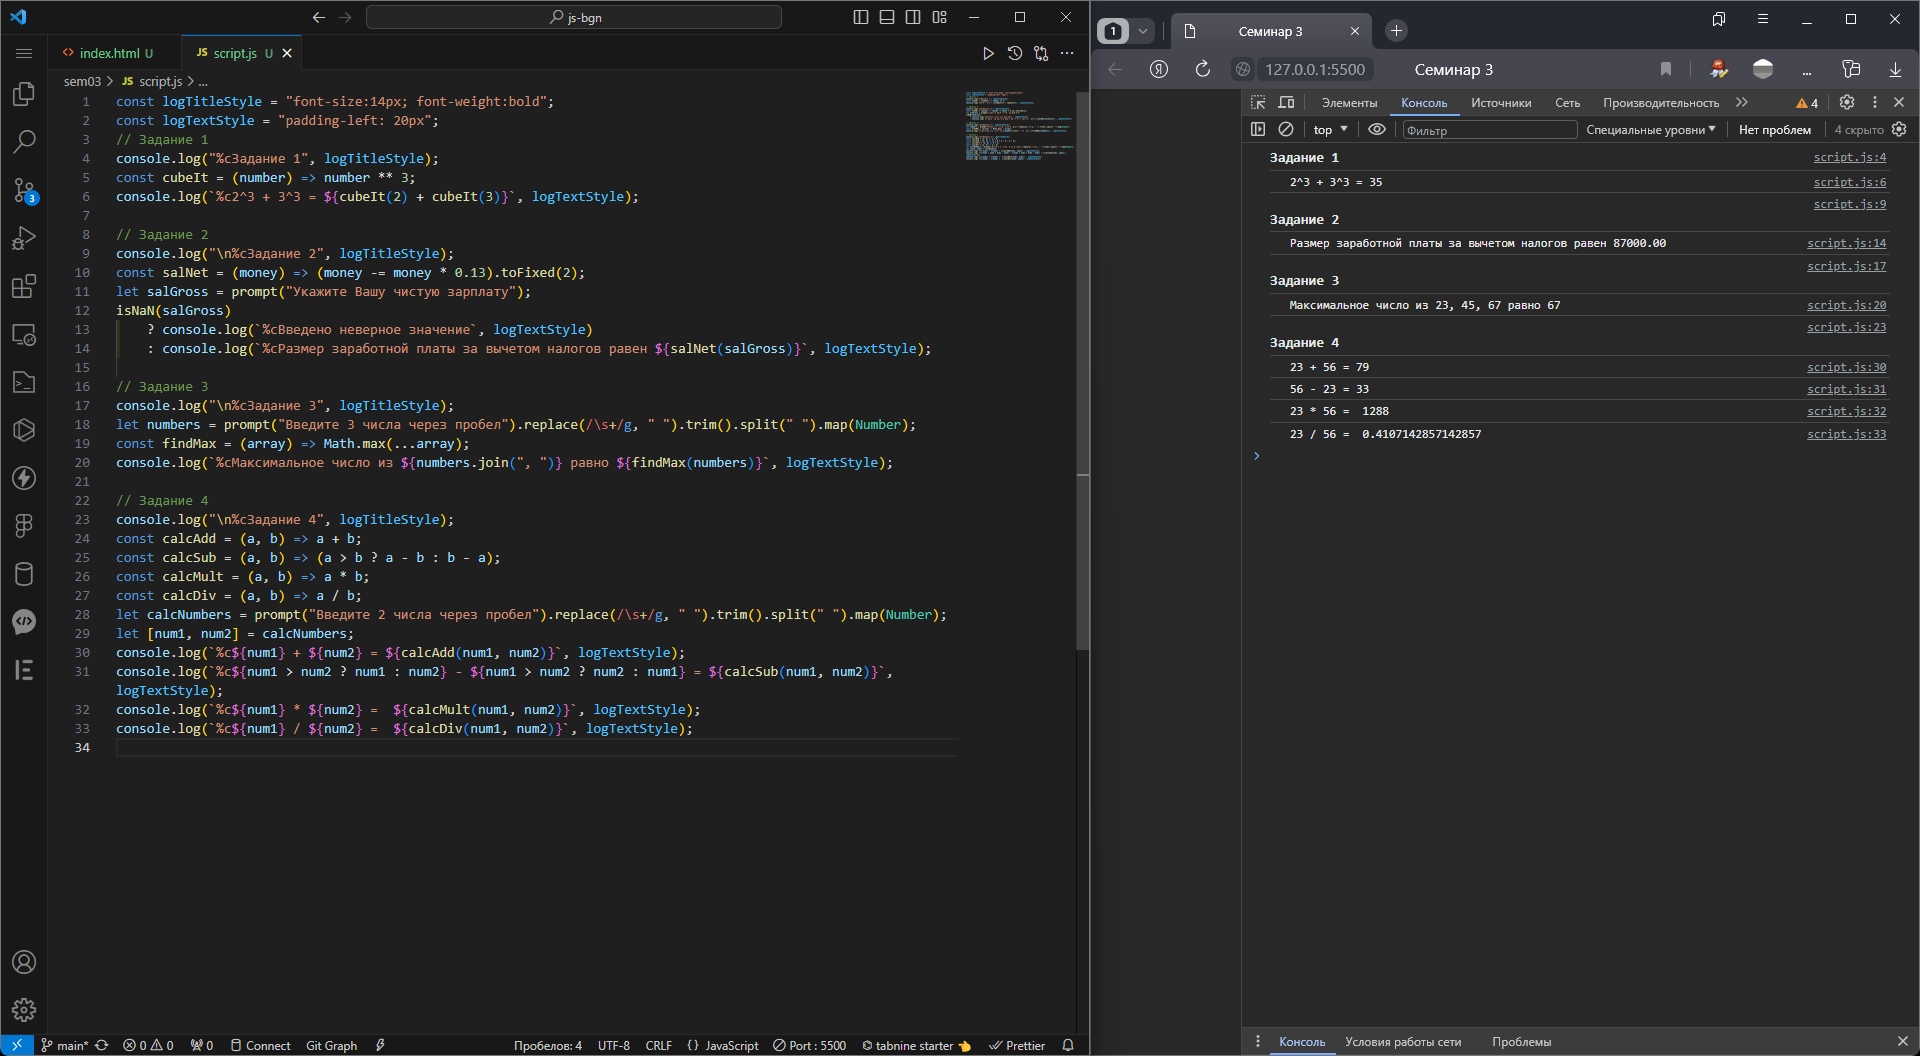 js-bgn
index.html U
JS script.js U
sem03 > JS script.js > ...
1 const logTitleStyle = "font-size:14px; font-weight:bold";
2 const logTextStyle = "padding-left: 20px";
3 // Задание 1
4 console.log("%cЗадание 1", logTitleStyle);
5 const cubeIt = (number) => number ** 3;
6 console.log(`%c2^3 + 3^3 = ${cubeIt(2) + cubeIt(3)}`, logTextStyle);
7
8 // Задание 2
9 console.log("\n%cЗадание 2", logTitleStyle);
10 const salNet = (money) => (money -= money * 0.13).toFixed(2);
11 let salGross = prompt("Укажите Вашу чистую зарплату");
12 isNaN(salGross)
13 ? console.log(`%cВведено неверное значение`, logTextStyle)
14 : console.log(`%cРазмер заработной платы за вычетом налогов равен ${salNet(salGross)}`, logTextStyle);
15
16 // Задание 3
17 console.log("\n%cЗадание 3", logTitleStyle);
18 let numbers = prompt("Введите 3 числа через пробел").replace(/\s+/g, " ").trim().split(" ").map(Number);
19 const findMax = (array) => Math.max(...array);
20 console.log(`%cМаксимальное число из ${numbers.join(", ")} равно ${findMax(numbers)}`, logTextStyle);
21
22 // Задание 4
23 console.log("\n%cЗадание 4", logTitleStyle);
24 const calcAdd = (a, b) => a + b;
25 const calcSub = (a, b) => (a > b ? a - b : b - a);
26 const calcMult = (a, b) => a * b;
27 const calcDiv = (a, b) => a / b;
28 let calcNumbers = prompt("Введите 2 числа через пробел").replace(/\s+/g, " ").trim().split(" ").map(Number);
29 let [num1, num2] = calcNumbers;
30 console.log(`%c${num1} + ${num2} = ${calcAdd(num1, num2)}`, logTextStyle);
31 console.log(`%c${num1 > num2 ? num1 : num2} - ${num1 > num2 ? num2 : num1} = ${calcSub(num1, num2)}`,
logTextStyle);
32 console.log(`%c${num1} * ${num2} =  ${calcMult(num1, num2)}`, logTextStyle);
33 console.log(`%c${num1} / ${num2} =  ${calcDiv(num1, num2)}`, logTextStyle);
34
3
main* 0 0 0 Connect Git Graph Пробелов: 4 UTF-8 CRLF {} JavaScript Port : 5500 tabnine starter Prettier
1 Семинар 3
Я 127.0.0.1:5500 Семинар 3
Элементы Консоль Источники Сеть Производительность 4
top Фильтр Специальные уровни Нет проблем 4 скрыто
Задание 1 script.js:4
2^3 + 3^3 = 35 script.js:6
script.js:9
Задание 2
Размер заработной платы за вычетом налогов равен 87000.00 script.js:14
script.js:17
Задание 3
Максимальное число из 23, 45, 67 равно 67 script.js:20
script.js:23
Задание 4
23 + 56 = 79 script.js:30
56 - 23 = 33 script.js:31
23 * 56 =  1288 script.js:32
23 / 56 =  0.4107142857142857 script.js:33
Консоль Условия работы сети Проблемы